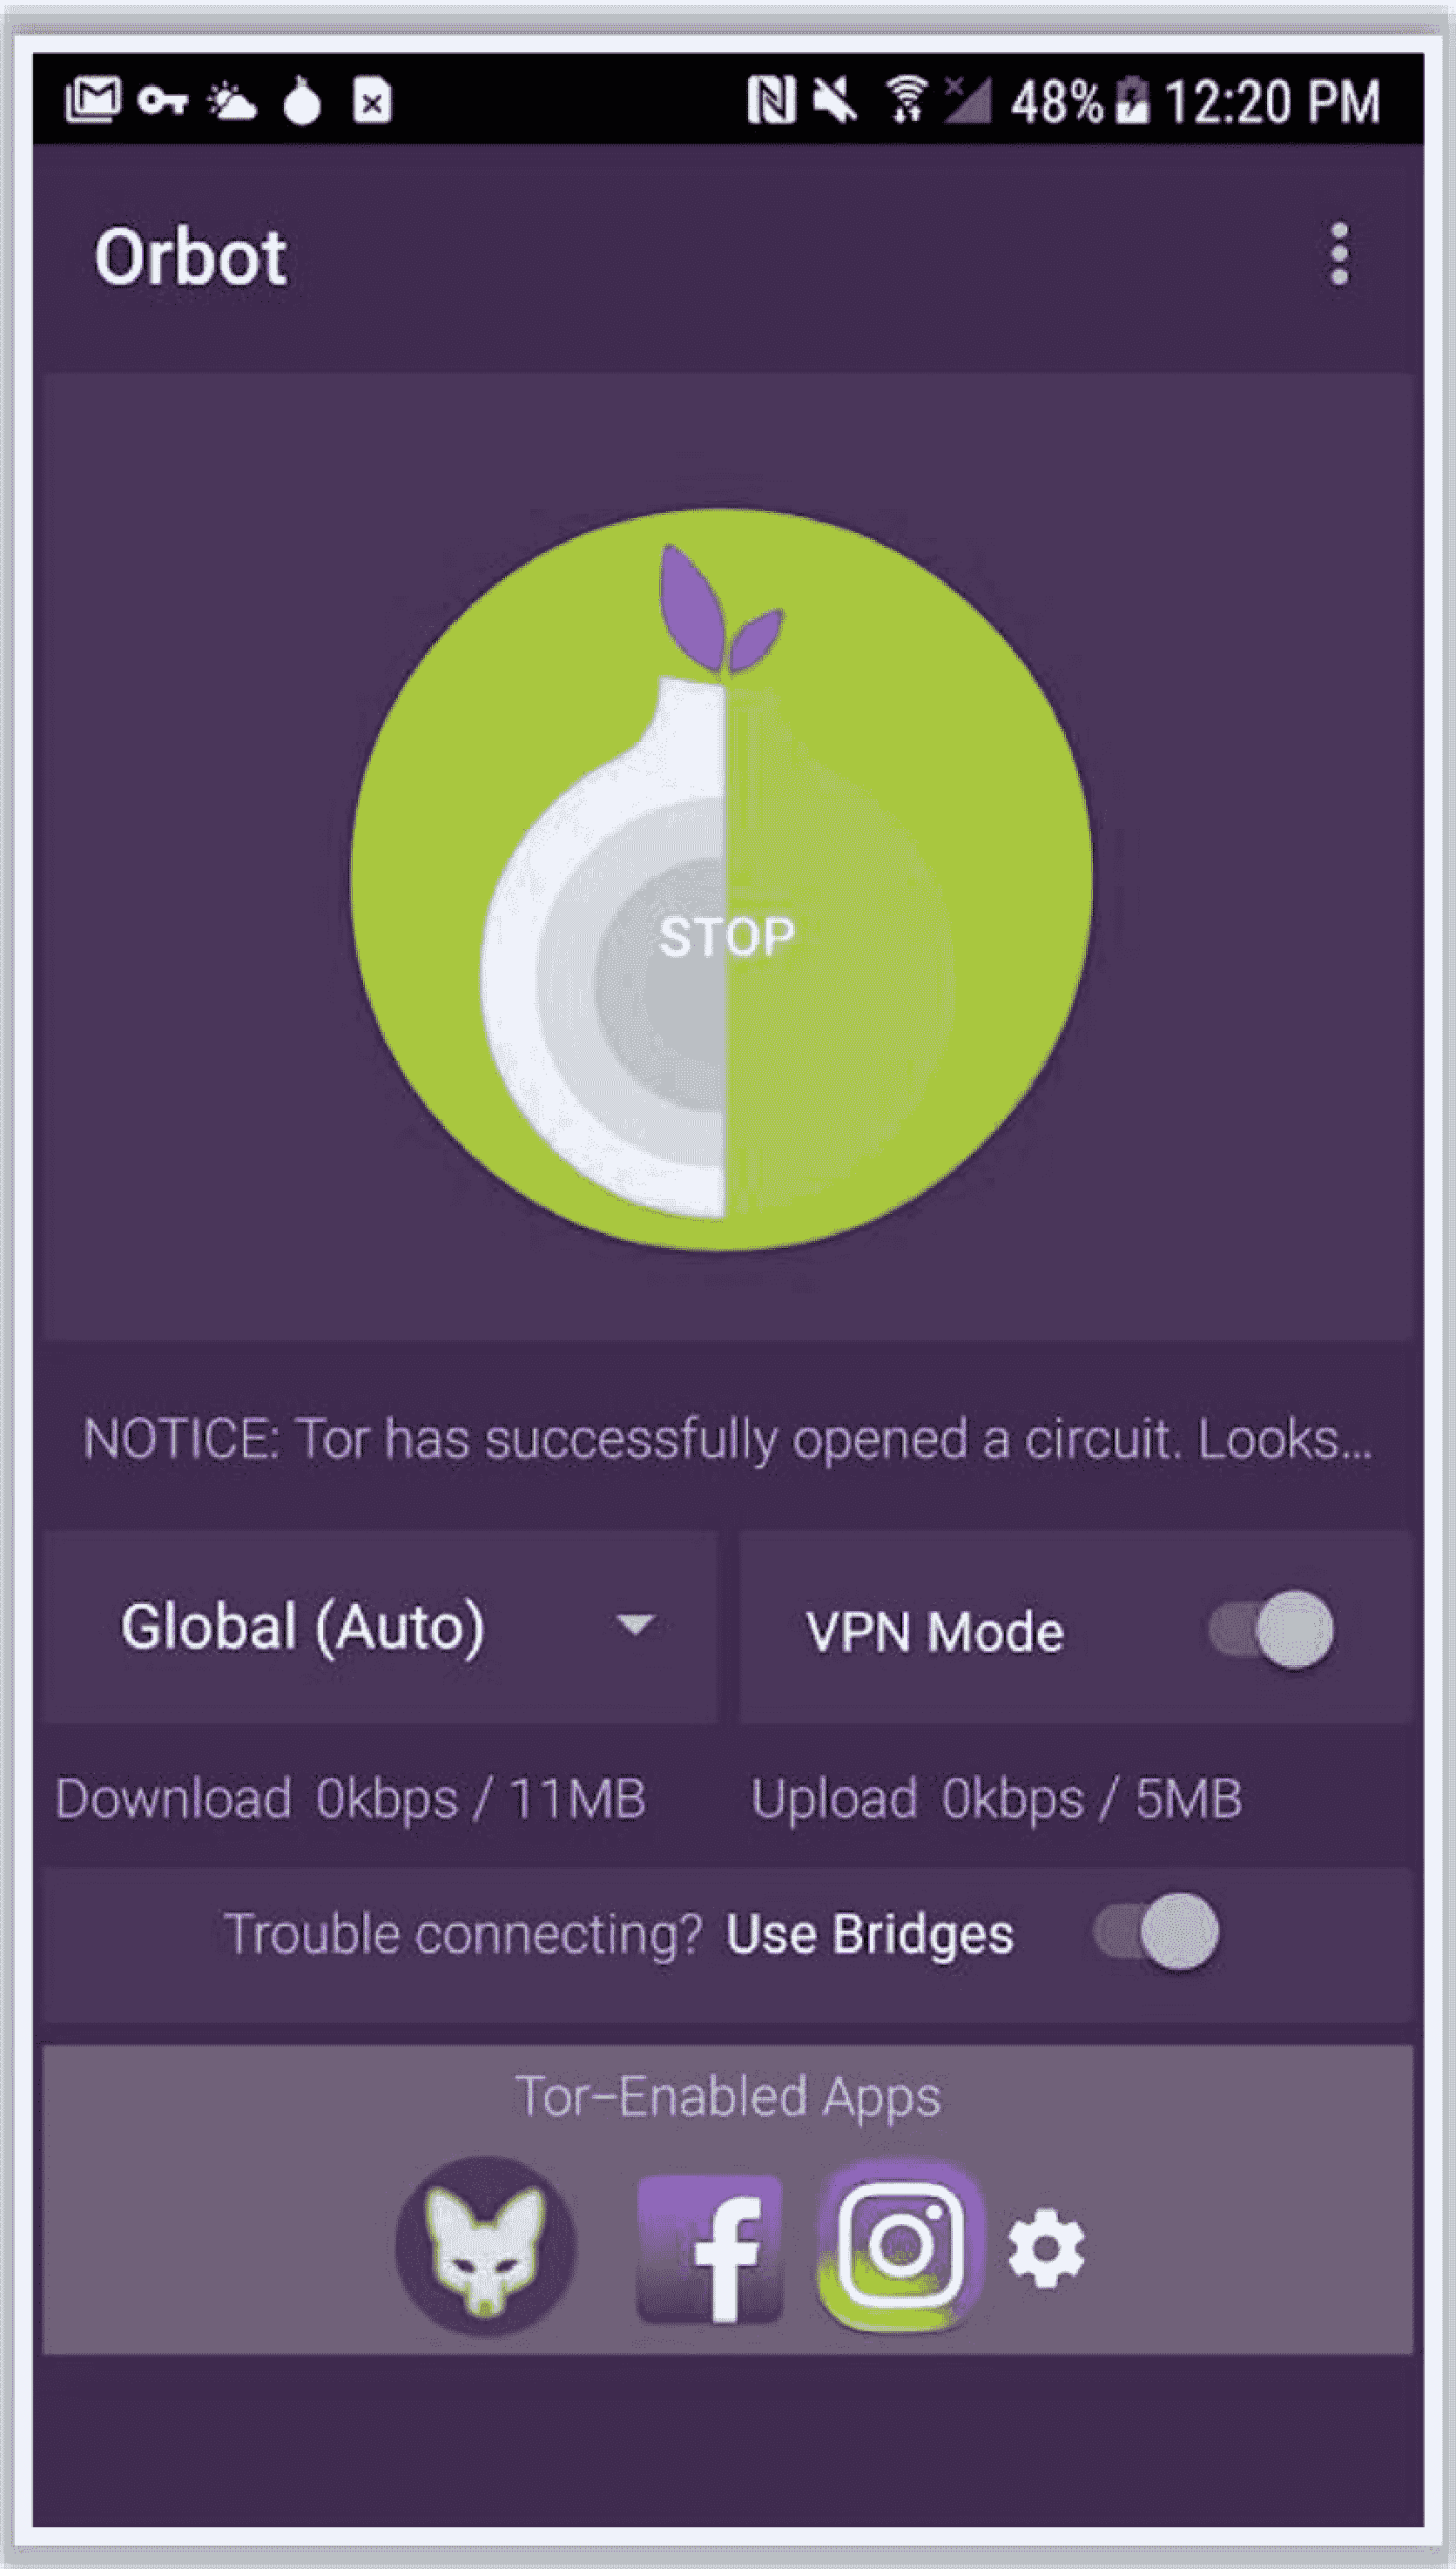 48% 12:20 PM
Orbot
STOP
NOTICE: Tor has successfully opened a circuit. Looks...
Global (Auto)
VPN Mode
Download 0kbps / 11MB
Upload 0kbps / 5MB
Trouble connecting? Use Bridges
Tor-Enabled Apps